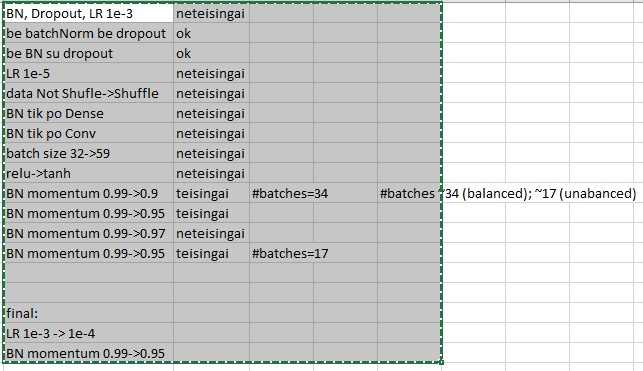 BN, Dropout, LR 1e-3 neteisingai
be batchNorm be dropout ok
be BN su dropout ok
LR 1e-5 neteisingai
data Not Shufle->Shuffle neteisingai
BN tik po Dense neteisingai
BN tik po Conv neteisingai
batch size 32->59 neteisingai
relu->tanh neteisingai
BN momentum 0.99->0.9 teisingai #batches=34 #batches ~34 (balanced); ~17 (unabanced)
BN momentum 0.99->0.95 teisingai
BN momentum 0.99->0.97 neteisingai
BN momentum 0.99->0.95 teisingai #batches=17
final:
LR 1e-3 -> 1e-4
BN momentum 0.99->0.95